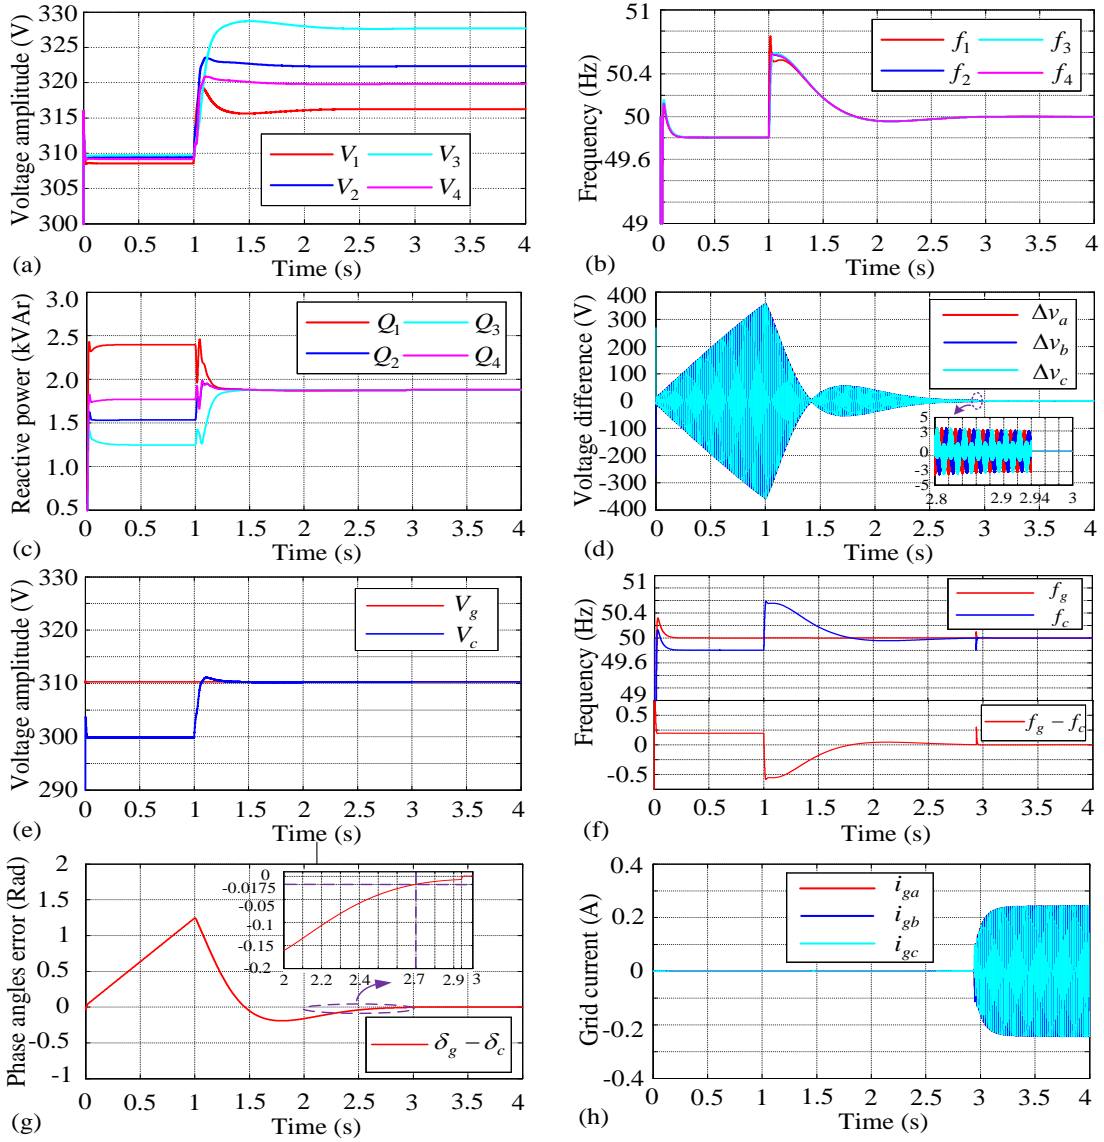 Voltage amplitude (V)
330
325
320
315
310
305
300
V1 V3
V2 V4
0 0.5 1 1.5 2 2.5 3 3.5 4
(a) Time (s)
Frequency (Hz)
51
50.4
50
49.6
49
f1 f3
f2 f4
0 0.5 1 1.5 2 2.5 3 3.5 4
(b) Time (s)
Reactive power (kVAr)
3.0
2.5
2.0
1.5
1.0
0.5
Q1 Q3
Q2 Q4
0 0.5 1 1.5 2 2.5 3 3.5 4
(c) Time (s)
Voltage difference (V)
400
300
200
100
0
-100
-200
-300
-400
Δva
Δvb
Δvc
5
3
0
-3
-5
2.8 2.9 2.94 3
0 0.5 1 1.5 2 2.5 3 3.5 4
(d) Time (s)
Voltage amplitude (V)
330
320
310
300
290
Vg
Vc
0 0.5 1 1.5 2 2.5 3 3.5 4
(e) Time (s)
Frequency (Hz)
51
50.4
50
49.6
49
fg
fc
0.5
0
-0.5
fg − fc
0 0.5 1 1.5 2 2.5 3 3.5 4
(f) Time (s)
Phase angles error (Rad)
2
1.5
1
0.5
0
-0.5
-1
0
-0.0175
-0.05
-0.1
-0.15
-0.2
2 2.2 2.4 2.6 2.7 2.8 2.9 3
δg − δc
0 0.5 1 1.5 2 2.5 3 3.5 4
(g) Time (s)
Grid current (A)
0.4
0.2
0
-0.2
-0.4
iga
igb
igc
0 0.5 1 1.5 2 2.5 3 3.5 4
(h) Time (s)